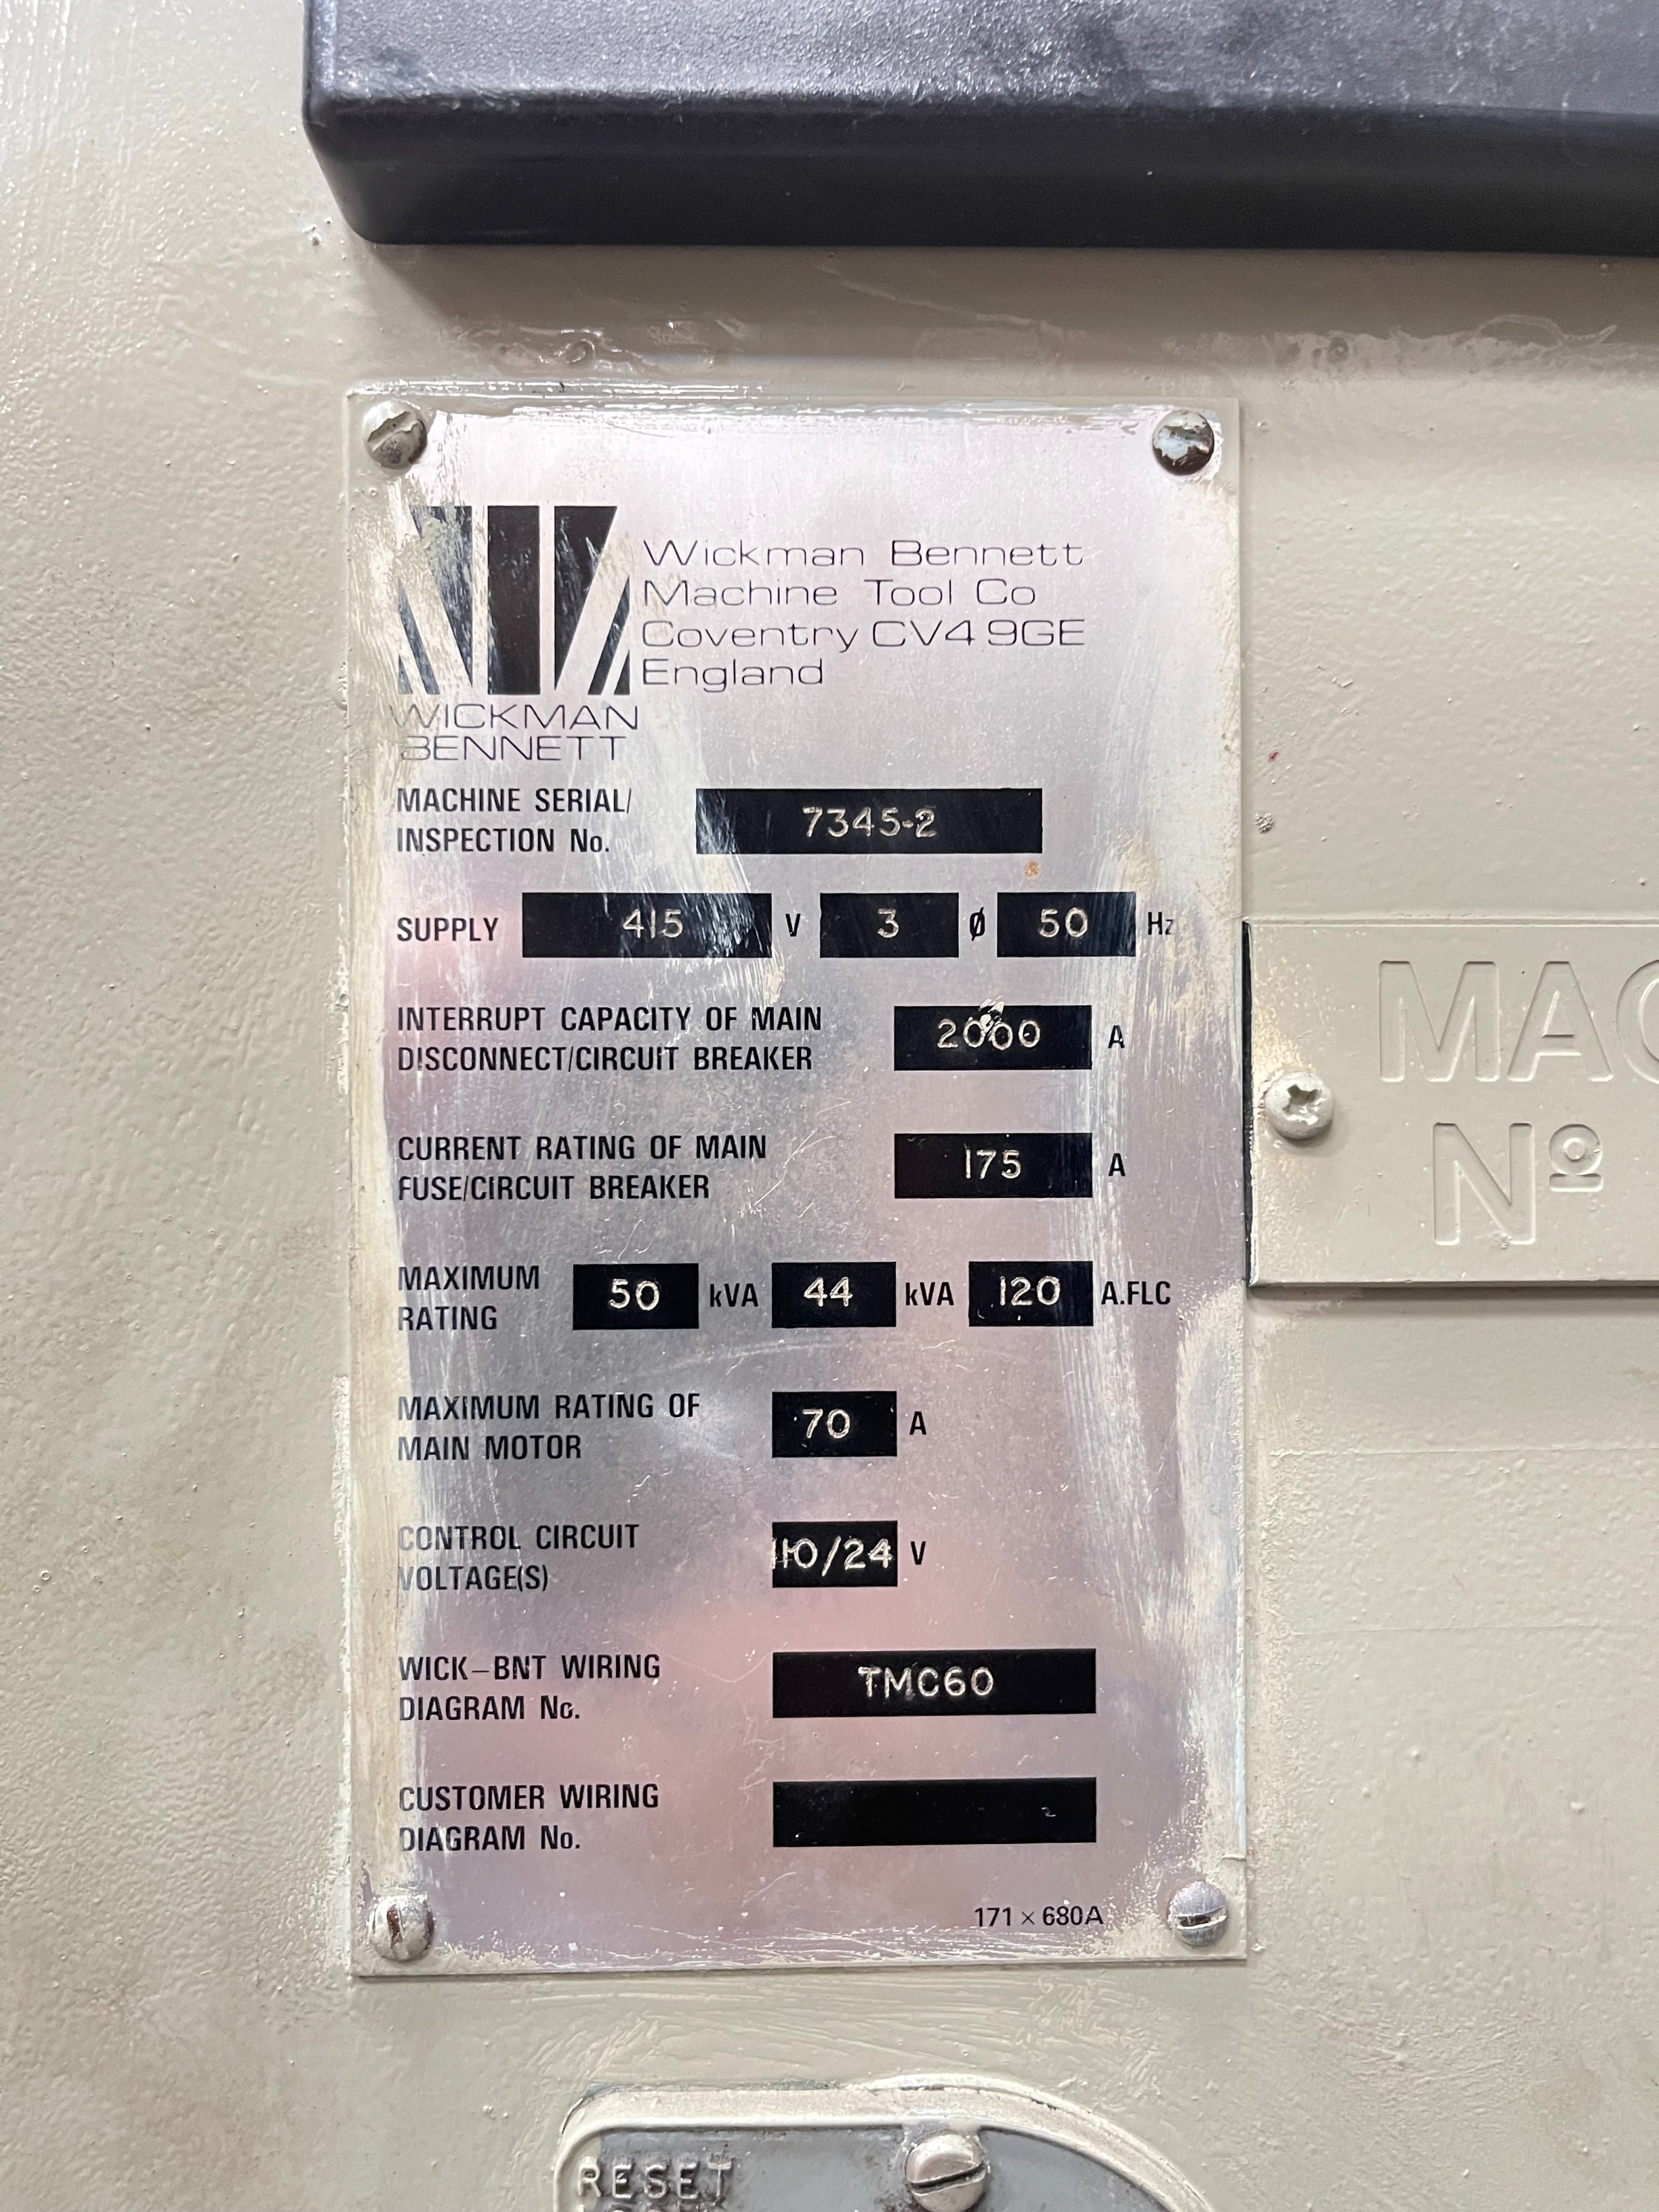 Wickman Bennett
Machine Tool Co
Coventry CV4 9GE
England
WICKMAN
BENNETT
MACHINE SERIAL/
INSPECTION No. 7345-2
SUPPLY 415 V 3 Ø 50 Hz
INTERRUPT CAPACITY OF MAIN
DISCONNECT/CIRCUIT BREAKER 2000 A
CURRENT RATING OF MAIN
FUSE/CIRCUIT BREAKER 175 A
MAXIMUM
RATING 50 kVA 44 kVA 120 A.FLC
MAXIMUM RATING OF
MAIN MOTOR 70 A
CONTROL CIRCUIT
VOLTAGE(S) 110/24 V
WICK-BNT WIRING
DIAGRAM No. TMC60
CUSTOMER WIRING
DIAGRAM No.
171 × 680A
Nº
RESET